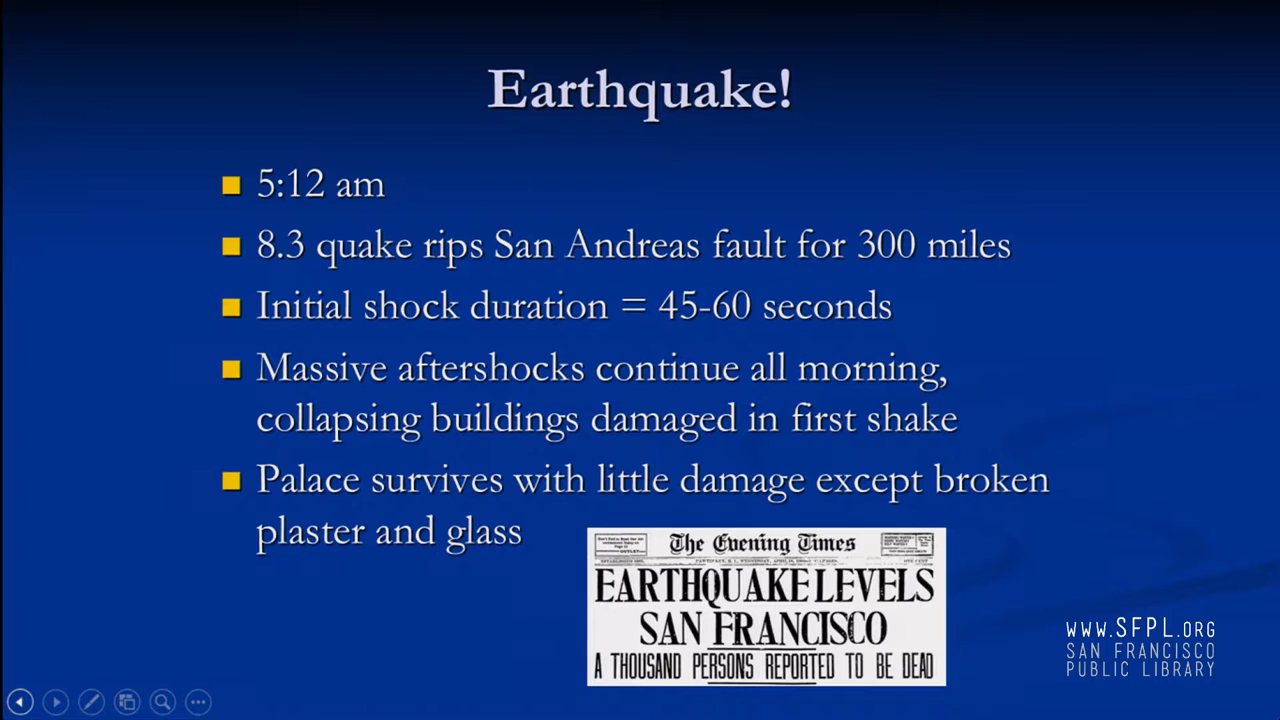 Earthquake!
5:12 am
8.3 quake rips San Andreas fault for 300 miles
Initial shock duration = 45-60 seconds
Massive aftershocks continue all morning,
collapsing buildings damaged in first shake
Palace survives with little damage except broken
plaster and glass
The Evening Times
EARTHQUAKE LEVELS
SAN FRANCISCO
A THOUSAND PERSONS REPORTED TO BE DEAD
WWW.SFPL.ORG
SAN FRANCISCO
PUBLIC LIBRARY